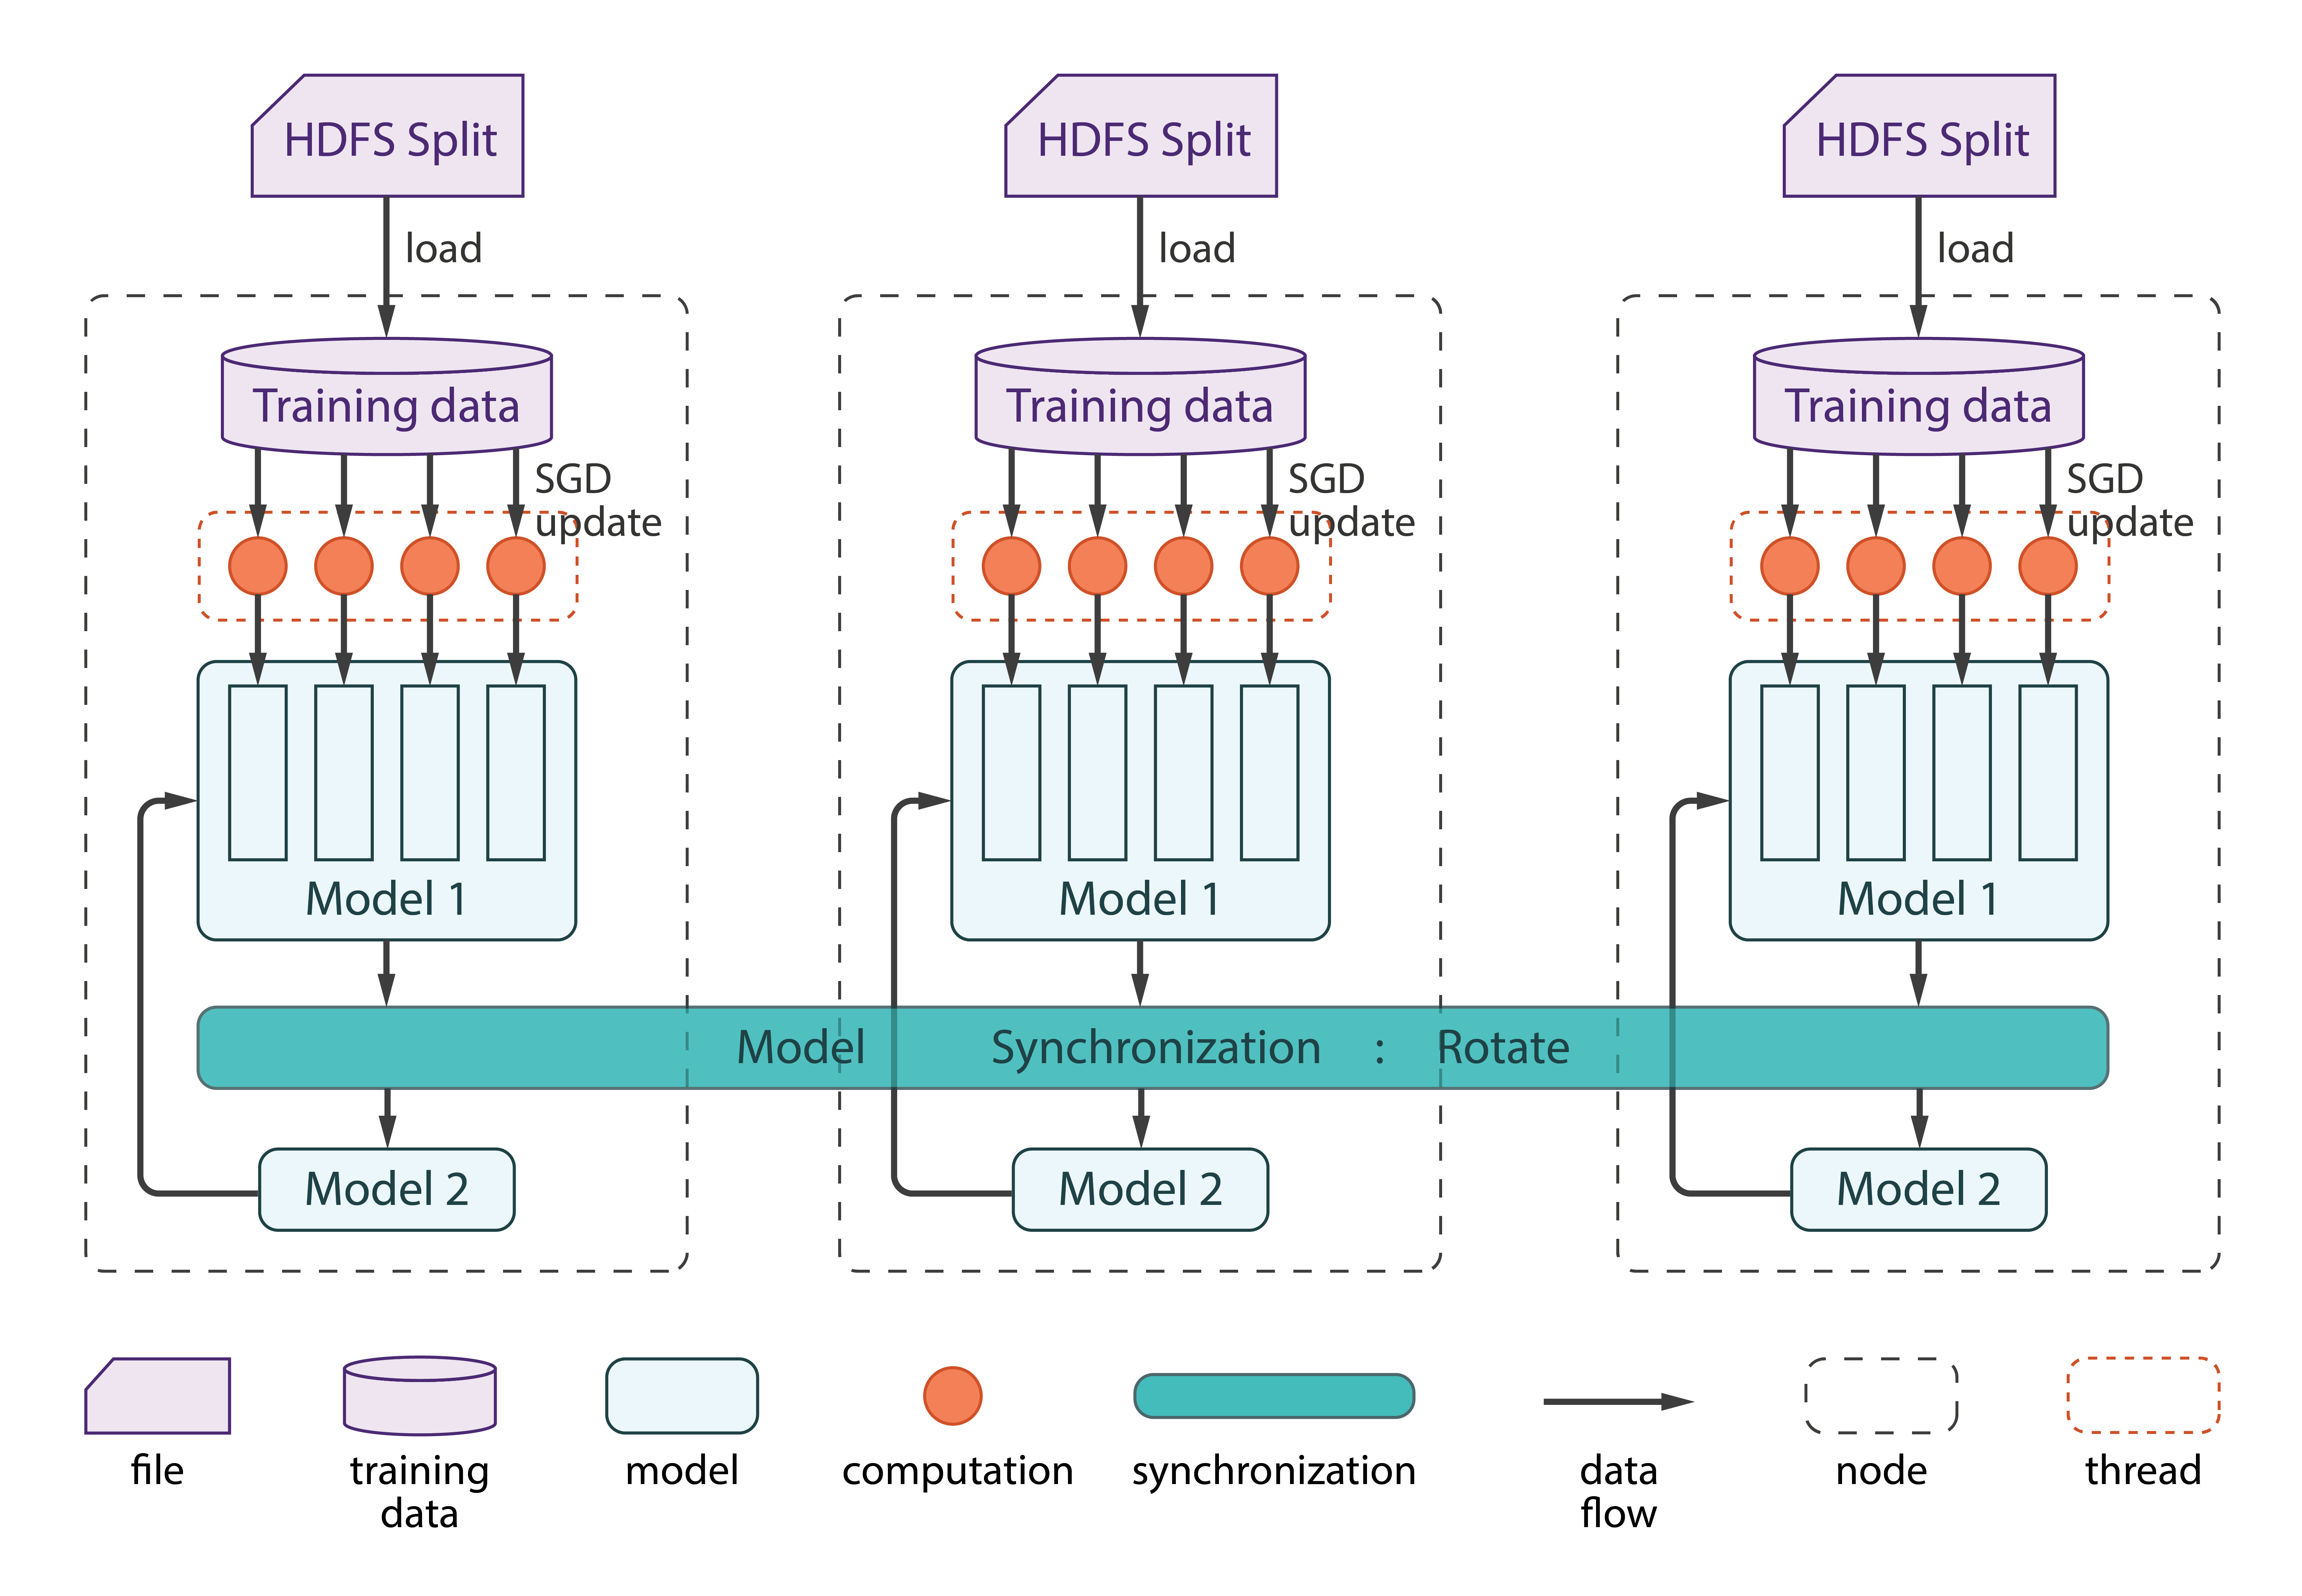 HDFS Split
HDFS Split
HDFS Split
load
load
load
Training data
Training data
Training data
SGD
update
SGD
update
SGD
update
Model 1
Model 1
Model 1
Model Synchronization : Rotate
Model 2
Model 2
Model 2
file
training
data
model
computation
synchronization
data
flow
node
thread